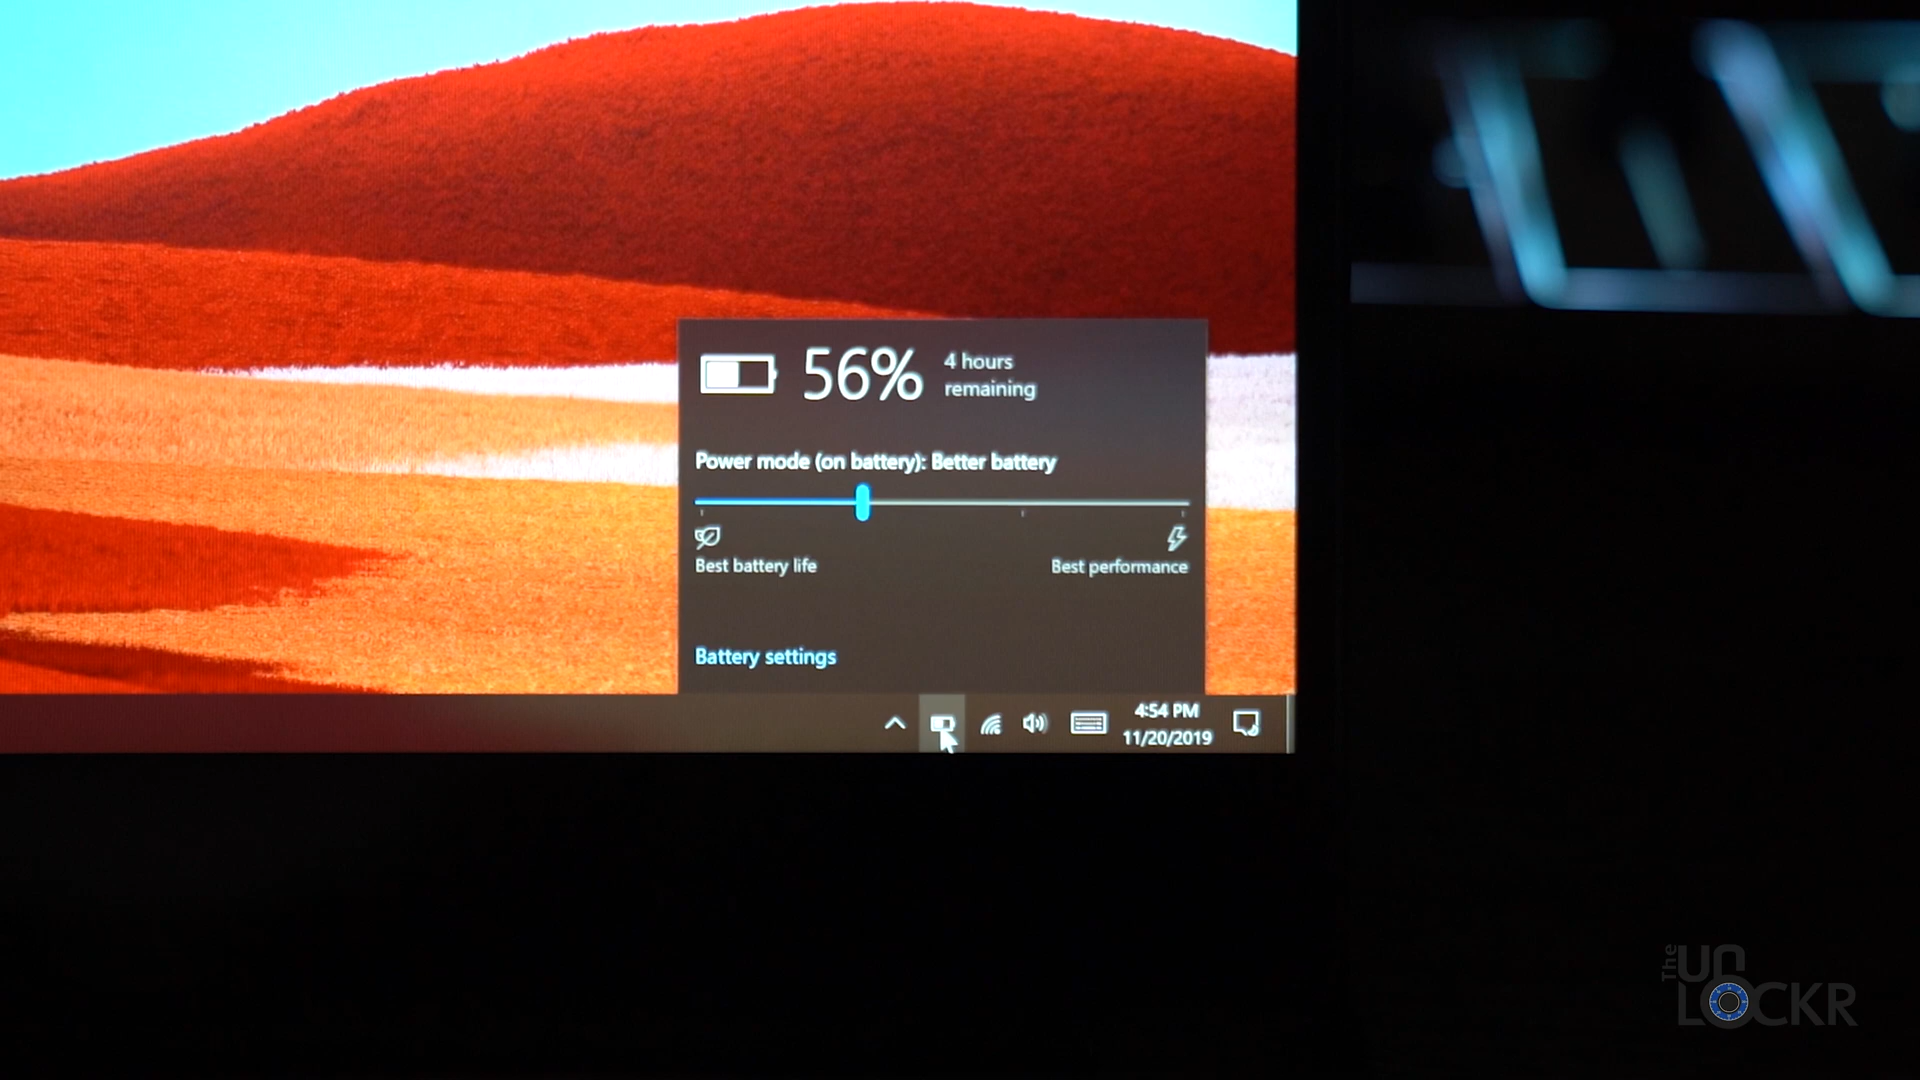 56%
4 hours
remaining
Power mode (on battery): Better battery
Best battery life
Best performance
Battery settings
4:54 PM
11/20/2019
The
UN
LOCKR